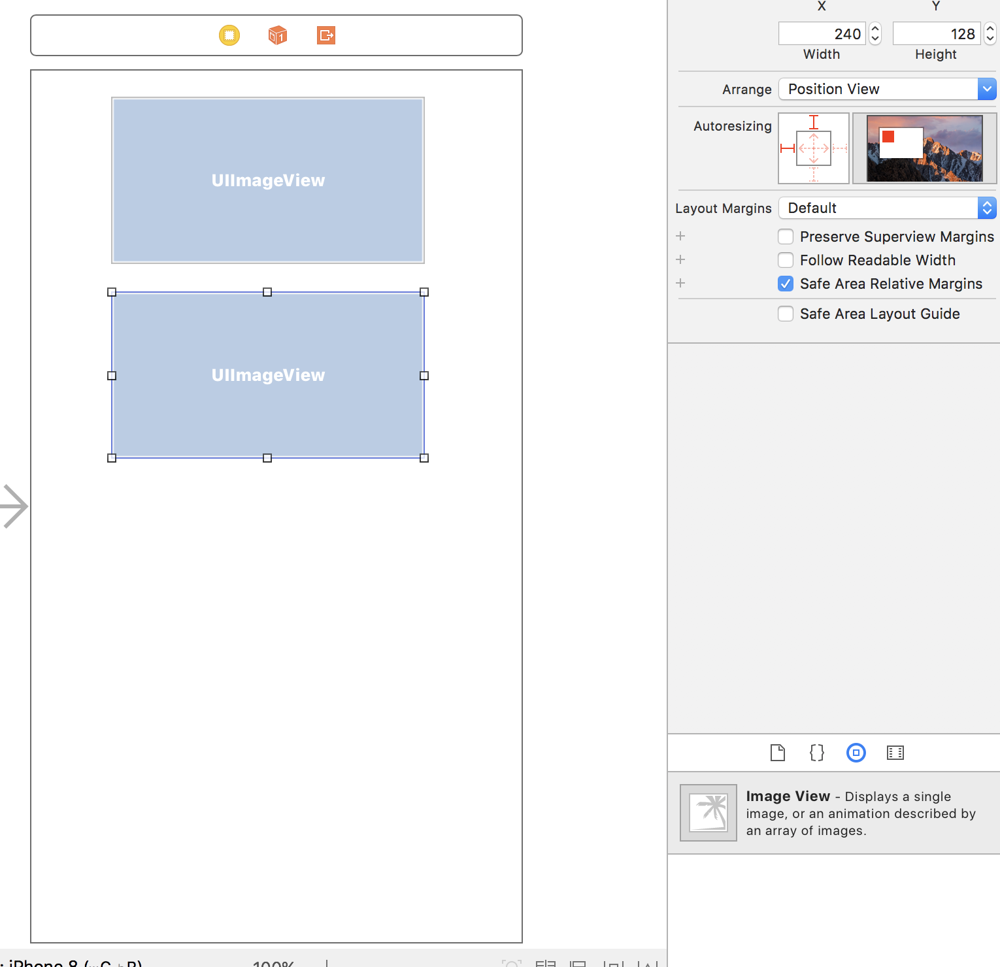 X Y
240 128
Width Height
Arrange Position View
Autoresizing
UIImageView
Layout Margins Default
Preserve Superview Margins
Follow Readable Width
Safe Area Relative Margins
Safe Area Layout Guide
UIImageView
Image View - Displays a single
image, or an animation described by
an array of images.
: iPhone 8 (wC hR) 100%